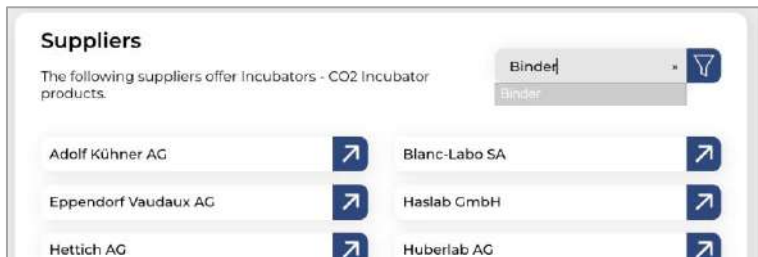 Suppliers
The following suppliers offer Incubators - CO2 Incubator
products.
Binder ×
Binder
Adolf Kühner AG
Blanc-Labo SA
Eppendorf Vaudaux AG
Haslab GmbH
Hettich AG
Huberlab AG